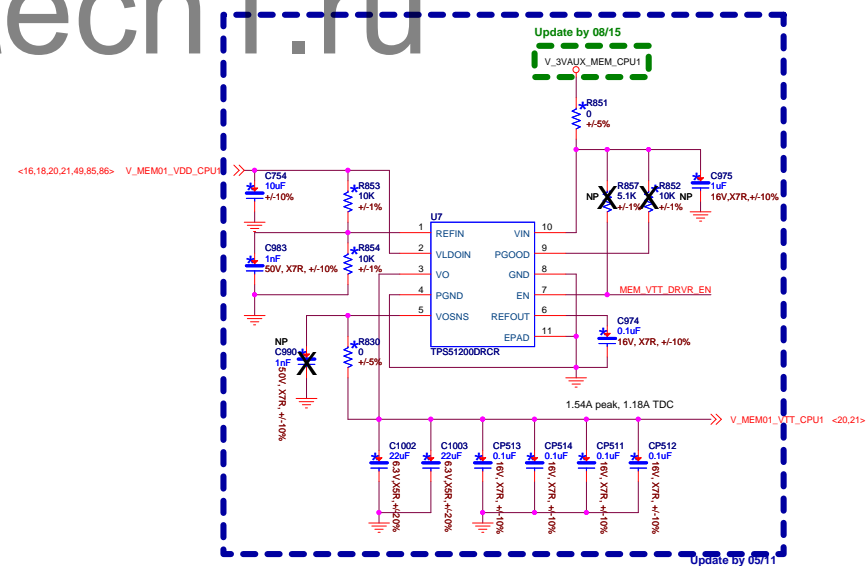 ech1.ru
Update by 08/15
V_3VAUX_MEM_CPU1
R851
0
+/-5%
<16,18,20,21,49,85,86> V_MEM01_VDD_CPU1
C754
10uF
+/-10%
R853
10K
+/-1%
NP
R857
5.1K
+/-1%
R852
10K
+/-1%
NP
C975
1uF
16V,X7R,+/-10%
U7
1 REFIN
2 VLDOIN
3 VO
4 PGND
5 VOSNS
VIN 10
PGOOD 9
GND 8
EN 7
REFOUT 6
EPAD 11
TPS51200DRCR
C983
1nF
50V, X7R, +/-10%
R854
10K
+/-1%
MEM_VTT_DRVR_EN
C974
0.1uF
16V, X7R, +/-10%
NP
C990
1nF
50V, X7R, +/-10%
R830
0
+/-5%
1.54A peak, 1.18A TDC
V_MEM01_VTT_CPU1 <20,21>
C1002
22uF
6.3V,X5R,+/-20%
C1003
22uF
6.3V,X5R,+/-20%
CP513
0.1uF
16V, X7R, +/-10%
CP514
0.1uF
16V, X7R, +/-10%
CP511
0.1uF
16V, X7R, +/-10%
CP512
0.1uF
16V, X7R, +/-10%
Update by 05/11